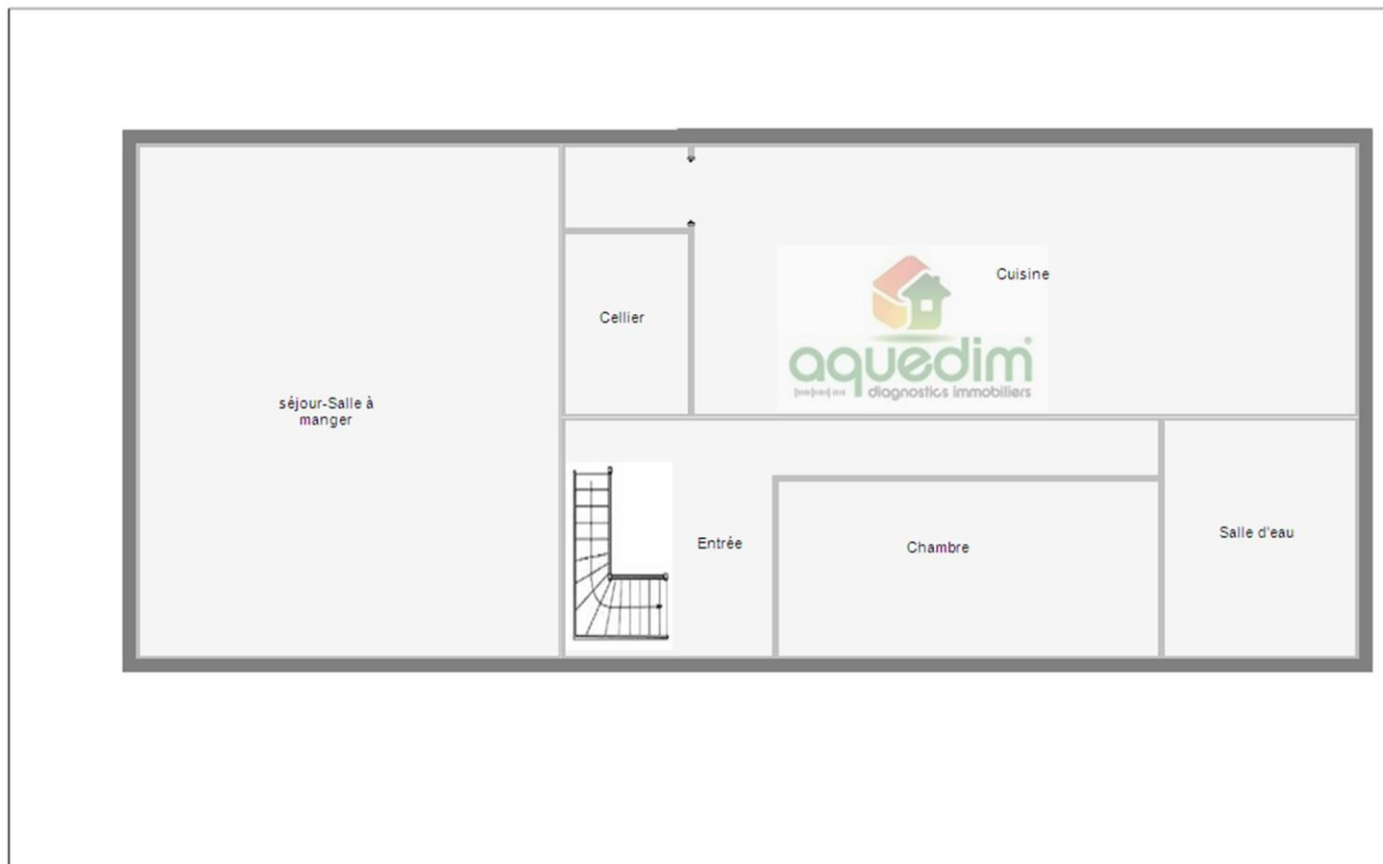 Cuisine
Cellier
aquedim
diagnostics immobiliers
séjour-Salle à
manger
Entrée
Chambre
Salle d'eau